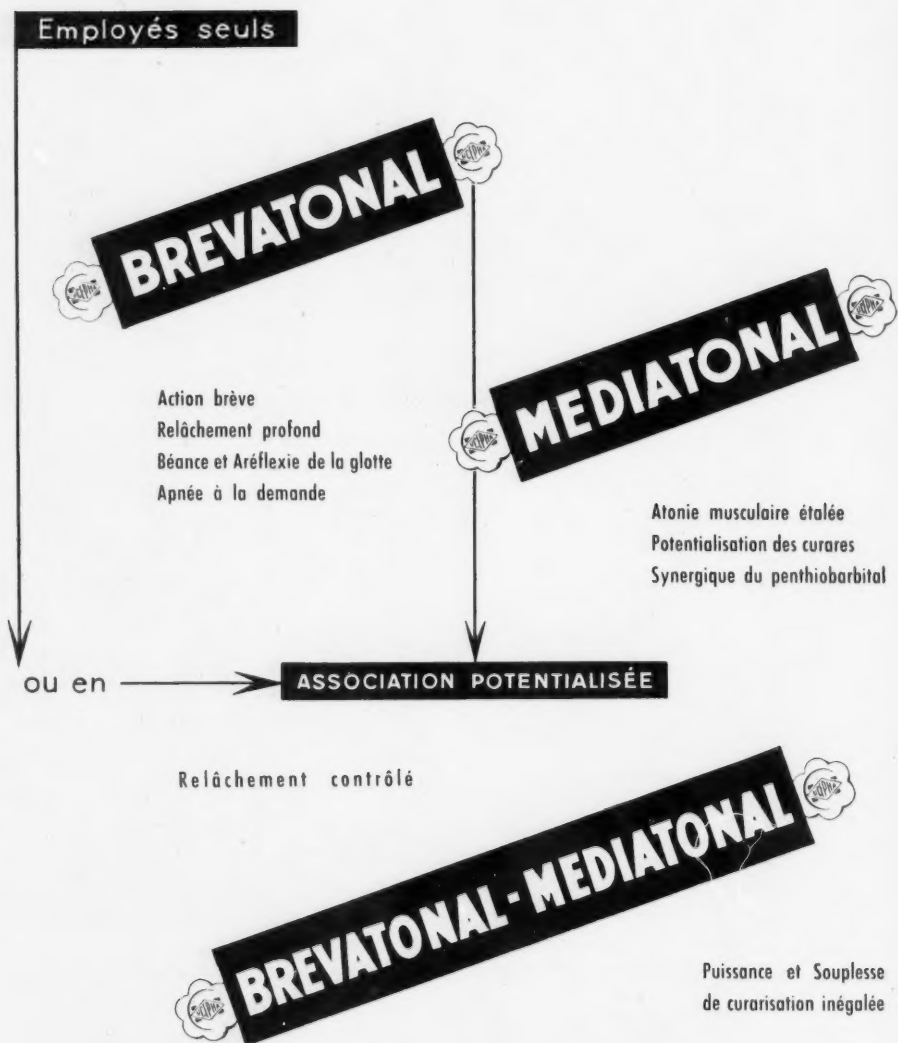 Employés seuls
BREVATONAL
Action brève
Relâchement profond
Béance et Aréflexie de la glotte
Apnée à la demande
MEDIATONAL
Atonie musculaire étalée
Potentialisation des curares
Synergique du penthiobarbital
ou en
ASSOCIATION POTENTIALISÉE
Relâchement contrôlé
BREVATONAL-MEDIATONAL
Puissance et Souplesse
de curarisation inégalée